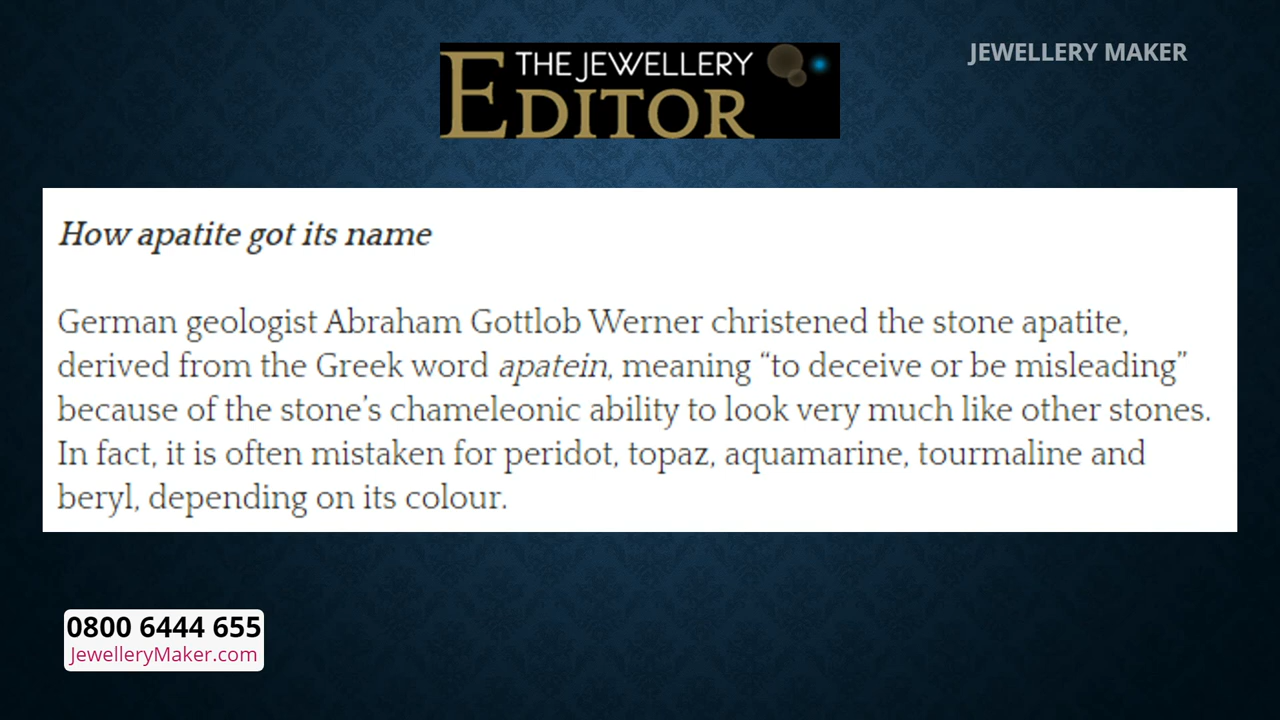 THE JEWELLERY
EDITOR
JEWELLERY MAKER
How apatite got its name
German geologist Abraham Gottlob Werner christened the stone apatite,
derived from the Greek word apatein, meaning “to deceive or be misleading”
because of the stone’s chameleonic ability to look very much like other stones.
In fact, it is often mistaken for peridot, topaz, aquamarine, tourmaline and
beryl, depending on its colour.
0800 6444 655
JewelleryMaker.com